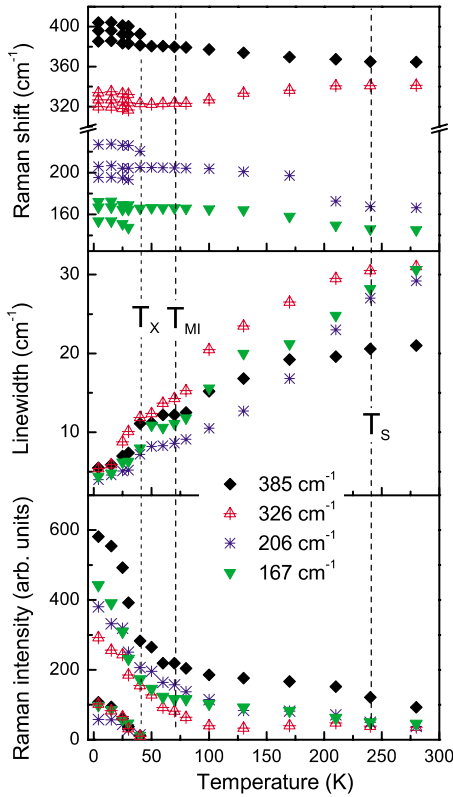 Raman shift (cm⁻¹)
400
360
320
200
160
Linewidth (cm⁻¹)
30
20
10
T_X T_MI
T_S
385 cm⁻¹
326 cm⁻¹
206 cm⁻¹
167 cm⁻¹
Raman intensity (arb. units)
600
400
200
0
0 50 100 150 200 250 300
Temperature (K)